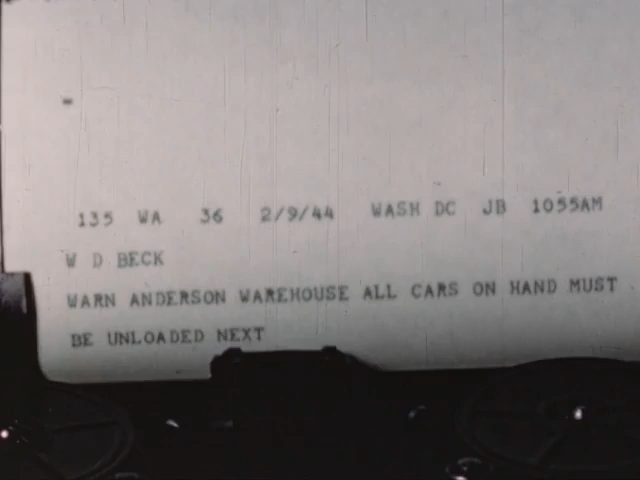 135 WA 36 2/9/44 WASH DC JB 1055AM
W D BECK
WARN ANDERSON WAREHOUSE ALL CARS ON HAND MUST
BE UNLOADED NEXT